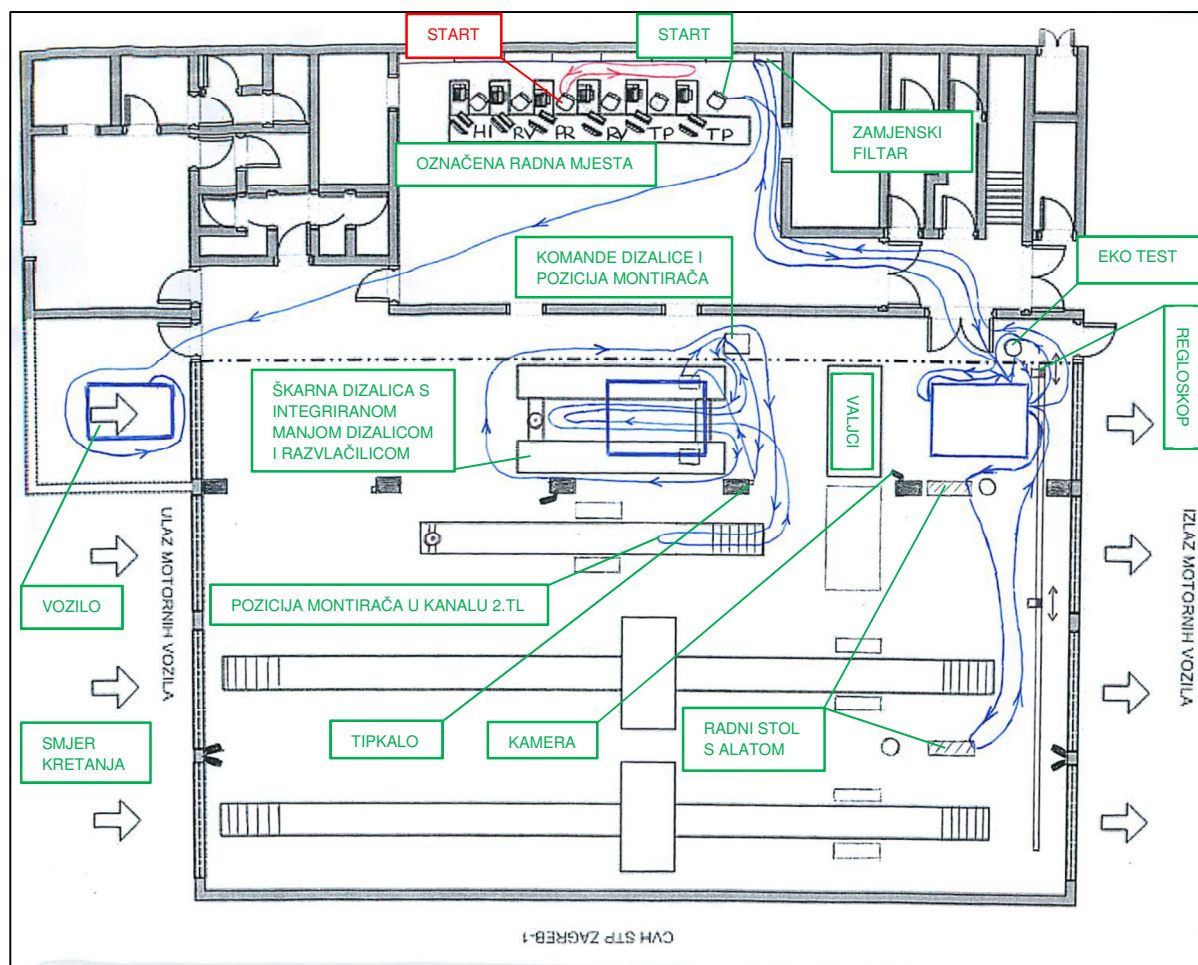 START
START
HI RV PR RV TP TP
OZNAČENA RADNA MJESTA
ZAMJENSKI
FILTAR
KOMANDE DIZALICE I
POZICIJA MONTIRAČA
EKO TEST
REGLOSKOP
ŠKARNA DIZALICA S
INTEGRIRANOM
MANJOM DIZALICOM
I RAZVLAČILICOM
VALJCI
ULAZ MOTORNIH VOZILA
IZLAZ MOTORNIH VOZILA
VOZILO
POZICIJA MONTIRAČA U KANALU 2.TL
SMJER
KRETANJA
TIPKALO
KAMERA
RADNI STOL
S ALATOM
CVH STP ZAGREB-1